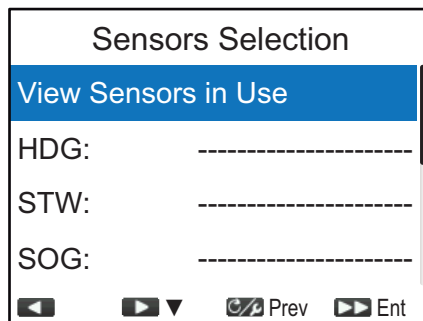 Sensors Selection
View Sensors in Use
HDG: ----------------------
STW: ----------------------
SOG: ----------------------
▼ Prev Ent